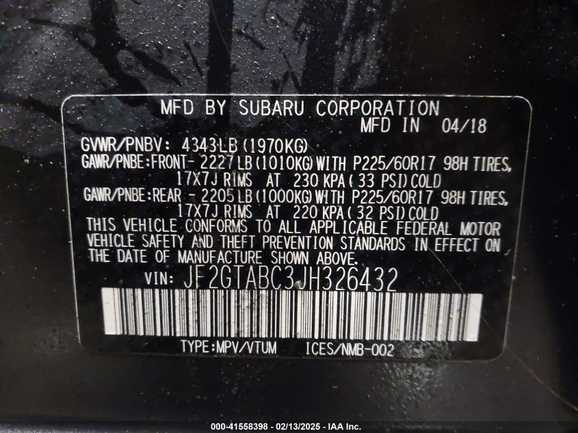 MFD BY SUBARU CORPORATION
MFD IN 04/18
GVWR/PNBV: 4343LB (1970KG)
GAWR/PNBE:FRONT- 2227LB(1010KG)WITH P225/60R17 98H TIRES,
17X7J RIMS AT 230 KPA(33 PSI)COLD
GAWR/PNBE:REAR - 2205LB(1000KG)WITH P225/60R17 98H TIRES,
17X7J RIMS AT 220 KPA(32 PSI)COLD
THIS VEHICLE CONFORMS TO ALL APPLICABLE FEDERAL MOTOR
VEHICLE SAFETY AND THEFT PREVENTION STANDARDS IN EFFECT ON
THE DATE OF MANUFACTURE SHOWN ABOVE.
VIN: JF2GTABC3JH326432
TYPE:MPV/VTUM ICES/NMB-002
000-41558398 - 02/13/2025 - IAA Inc.